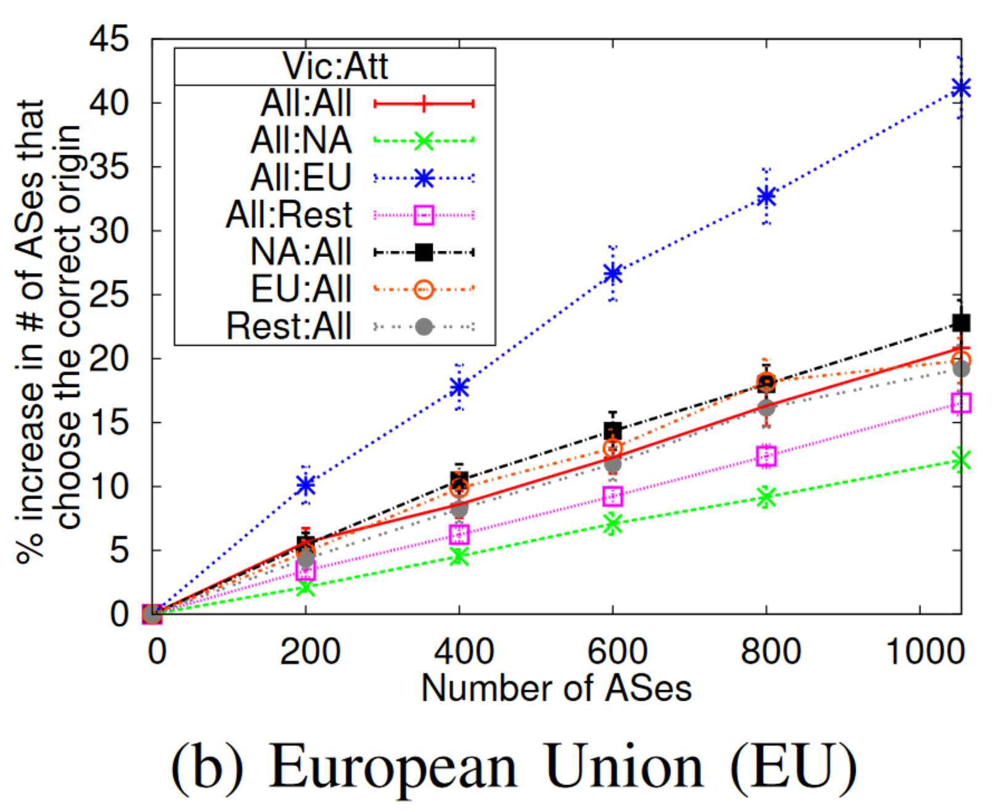 % increase in # of ASes that
choose the correct origin
45
40
35
30
25
20
15
10
5
0
Vic:Att
All:All
All:NA
All:EU
All:Rest
NA:All
EU:All
Rest:All
0 200 400 600 800 1000
Number of ASes
(b) European Union (EU)